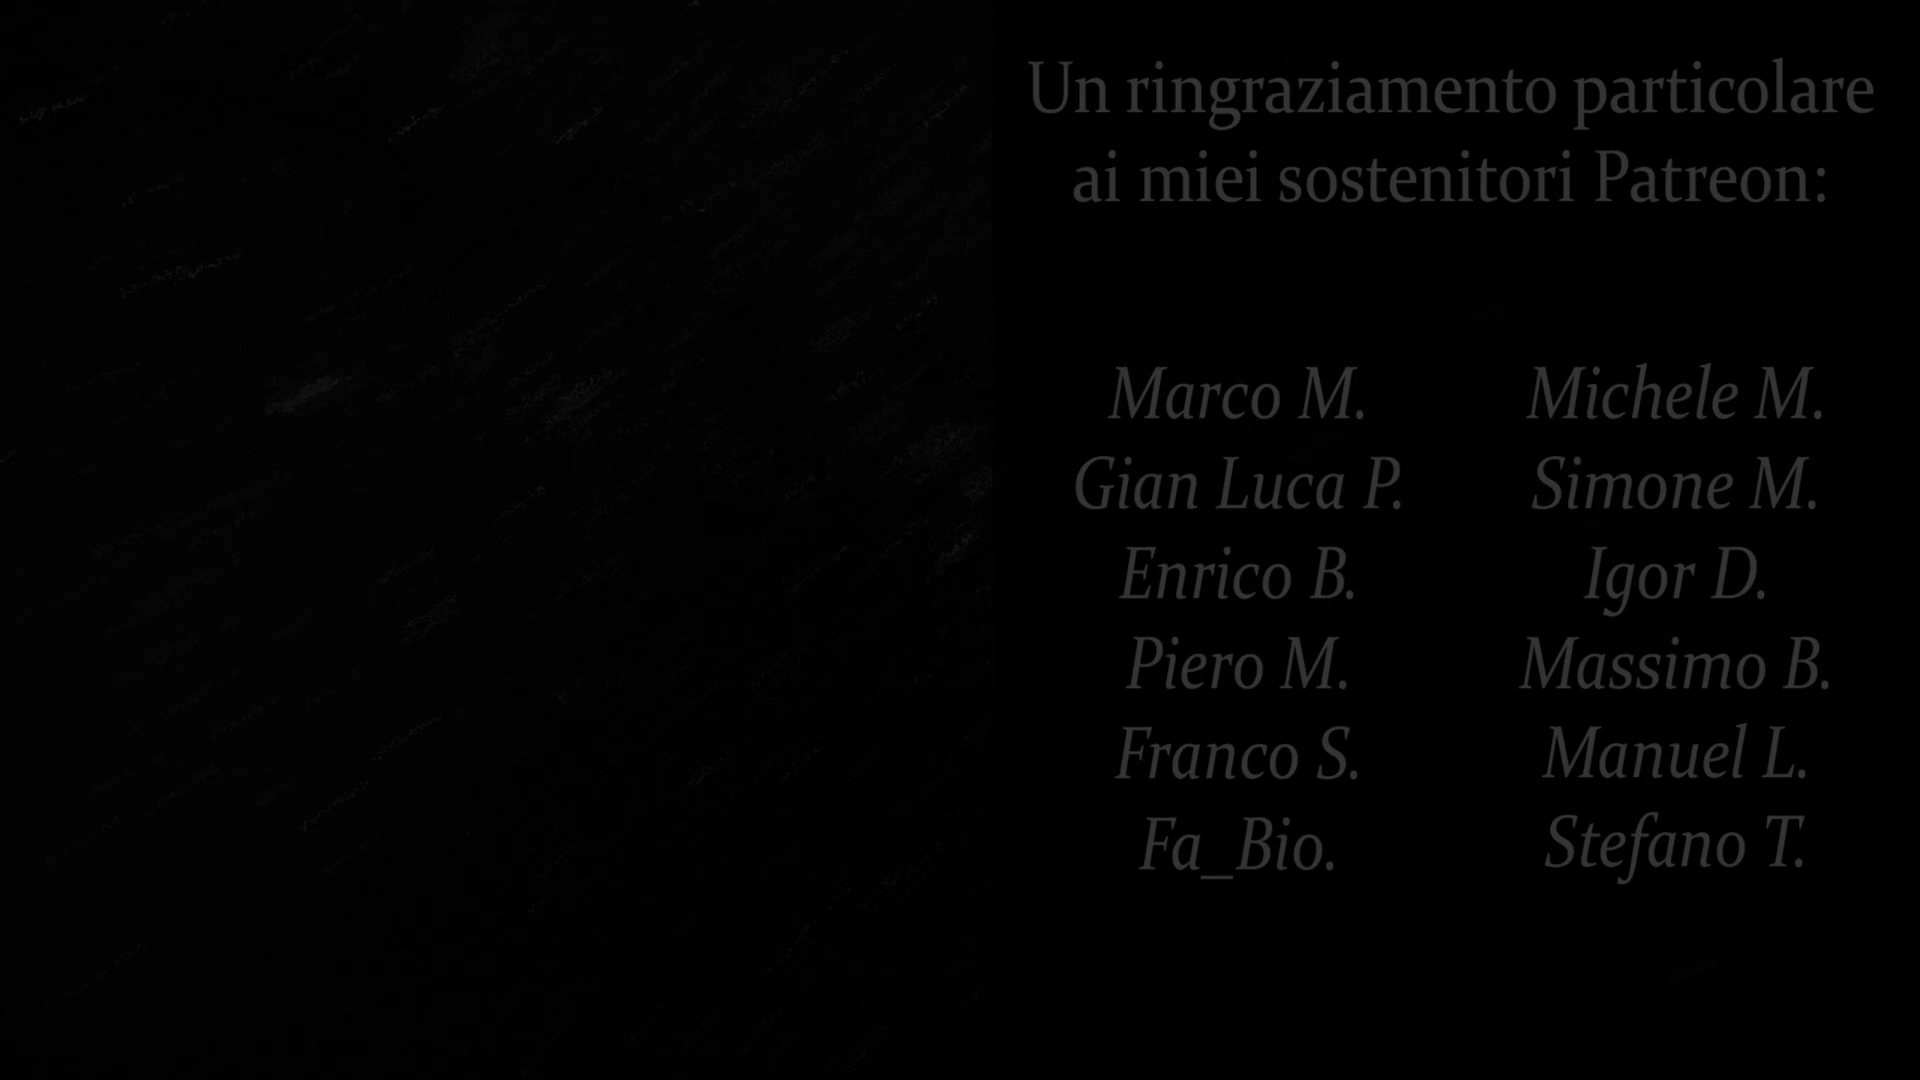 Un ringraziamento particolare
ai miei sostenitori Patreon:
Marco M.
Gian Luca P.
Enrico B.
Piero M.
Franco S.
Fa_Bio.
Michele M.
Simone M.
Igor D.
Massimo B.
Manuel L.
Stefano T.